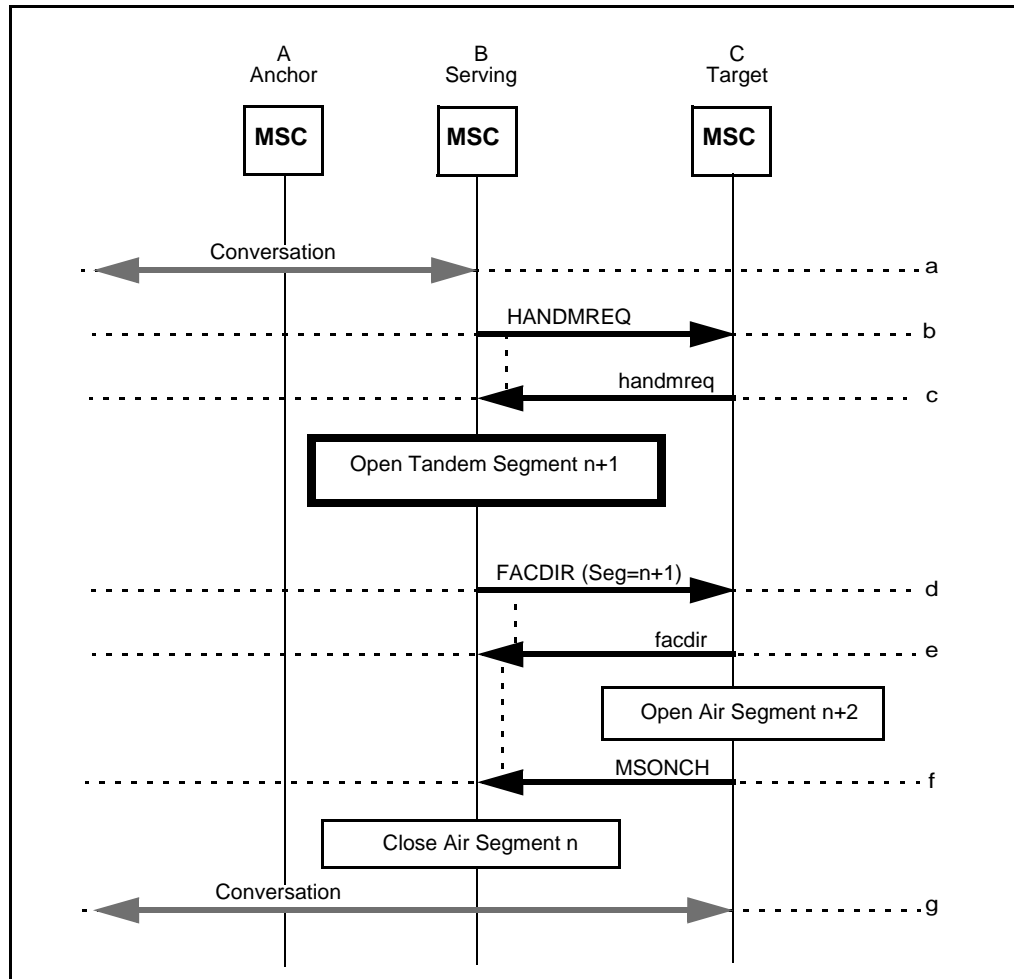 A
Anchor
B
Serving
C
Target
MSC
MSC
MSC
Conversation
a
HANDMREQ
b
handmreq
c
Open Tandem Segment n+1
FACDIR (Seg=n+1)
d
facdir
e
Open Air Segment n+2
MSONCH
f
Close Air Segment n
Conversation
g